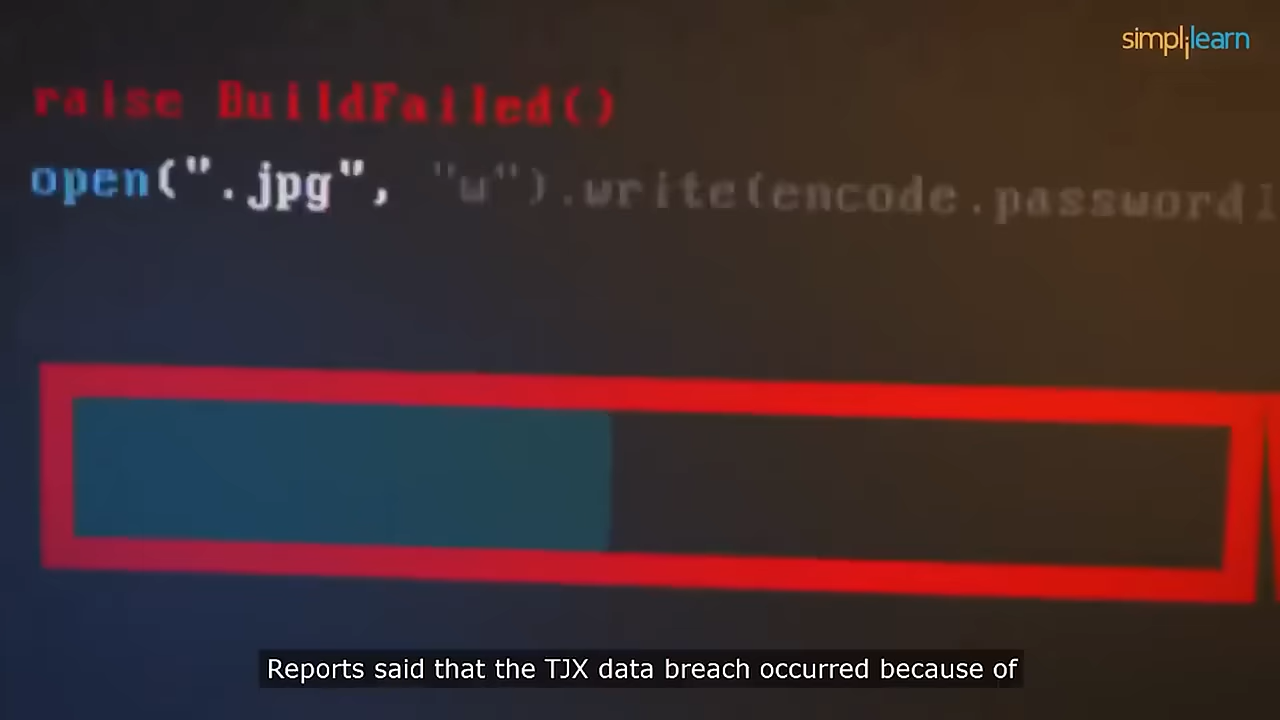 simplilearn
raise BuildFailed()
open(".jpg", "w").write(encode.password
Reports said that the TJX data breach occurred because of